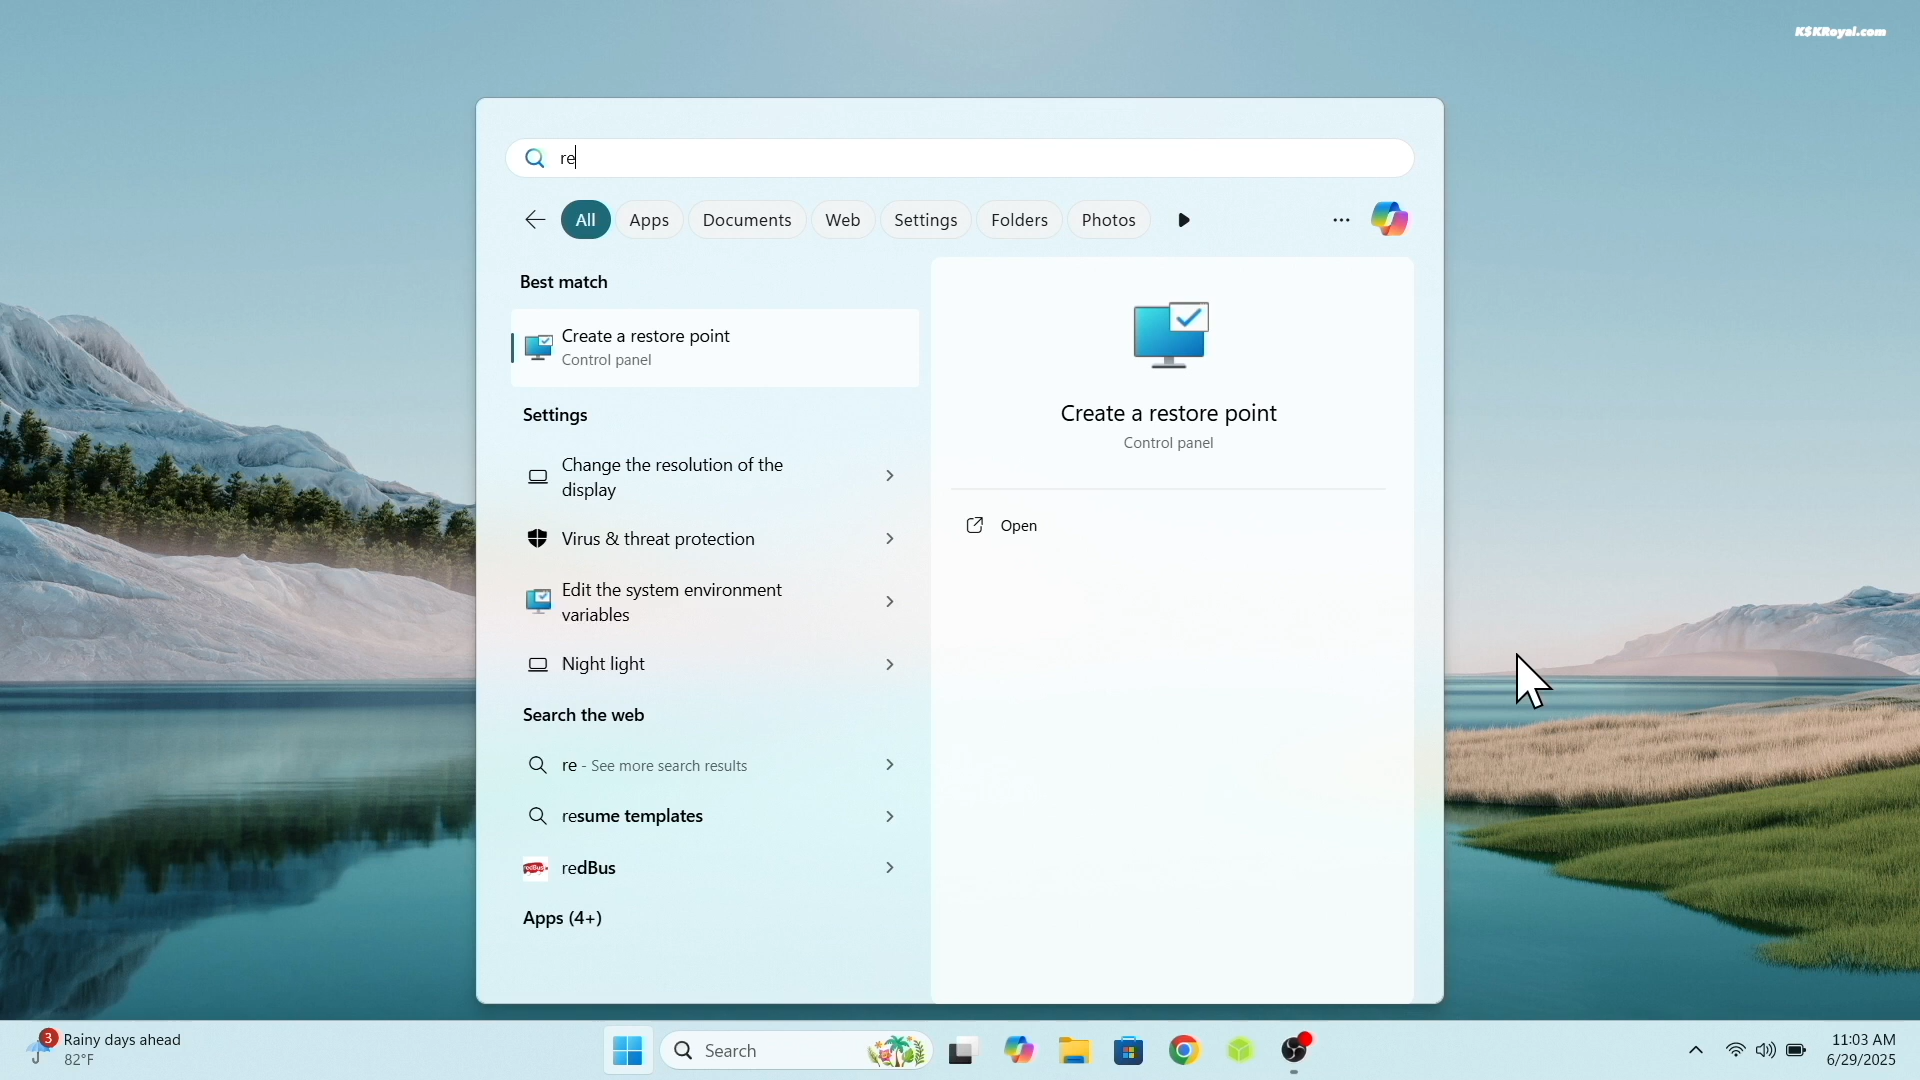 K$KRoyal.com
re
All
Apps
Documents
Web
Settings
Folders
Photos
Best match
Create a restore point
Control panel
Settings
Change the resolution of the
display
Virus & threat protection
Edit the system environment
variables
Night light
Search the web
re - See more search results
resume templates
redBus
redBus
Apps (4+)
Create a restore point
Control panel
Open
3
Rainy days ahead
82°F
Search
11:03 AM
6/29/2025